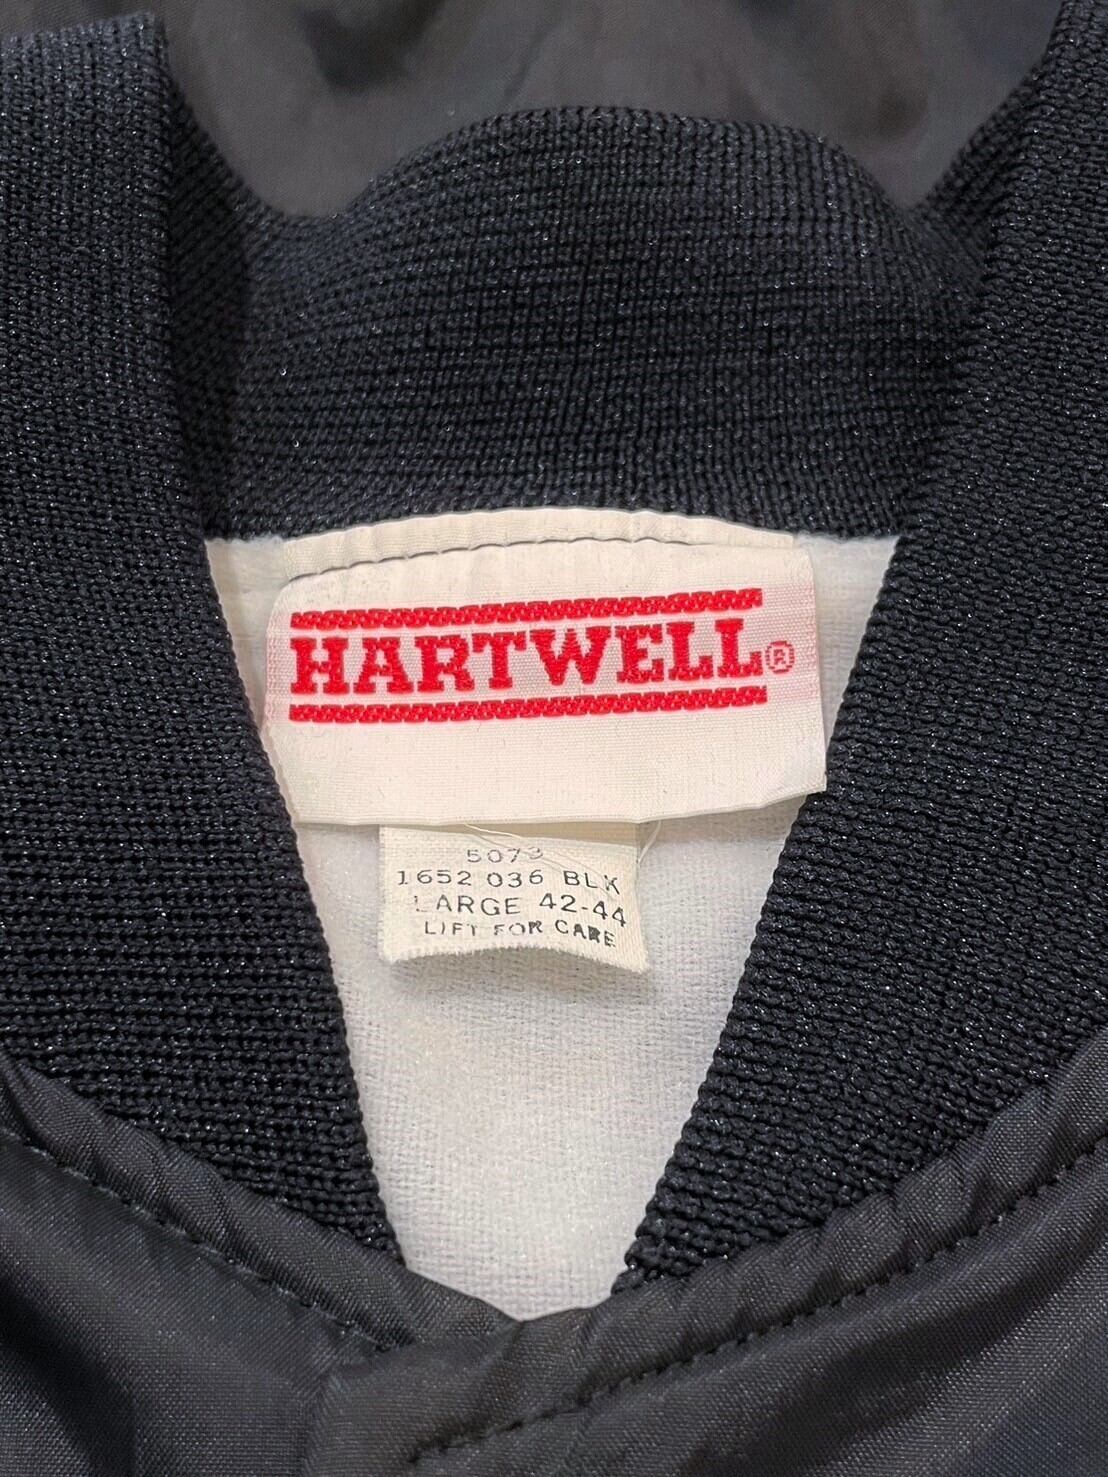 HARTWELL®
5073
1652 036 BLK
LARGE 42-44
LIFT FOR CARE